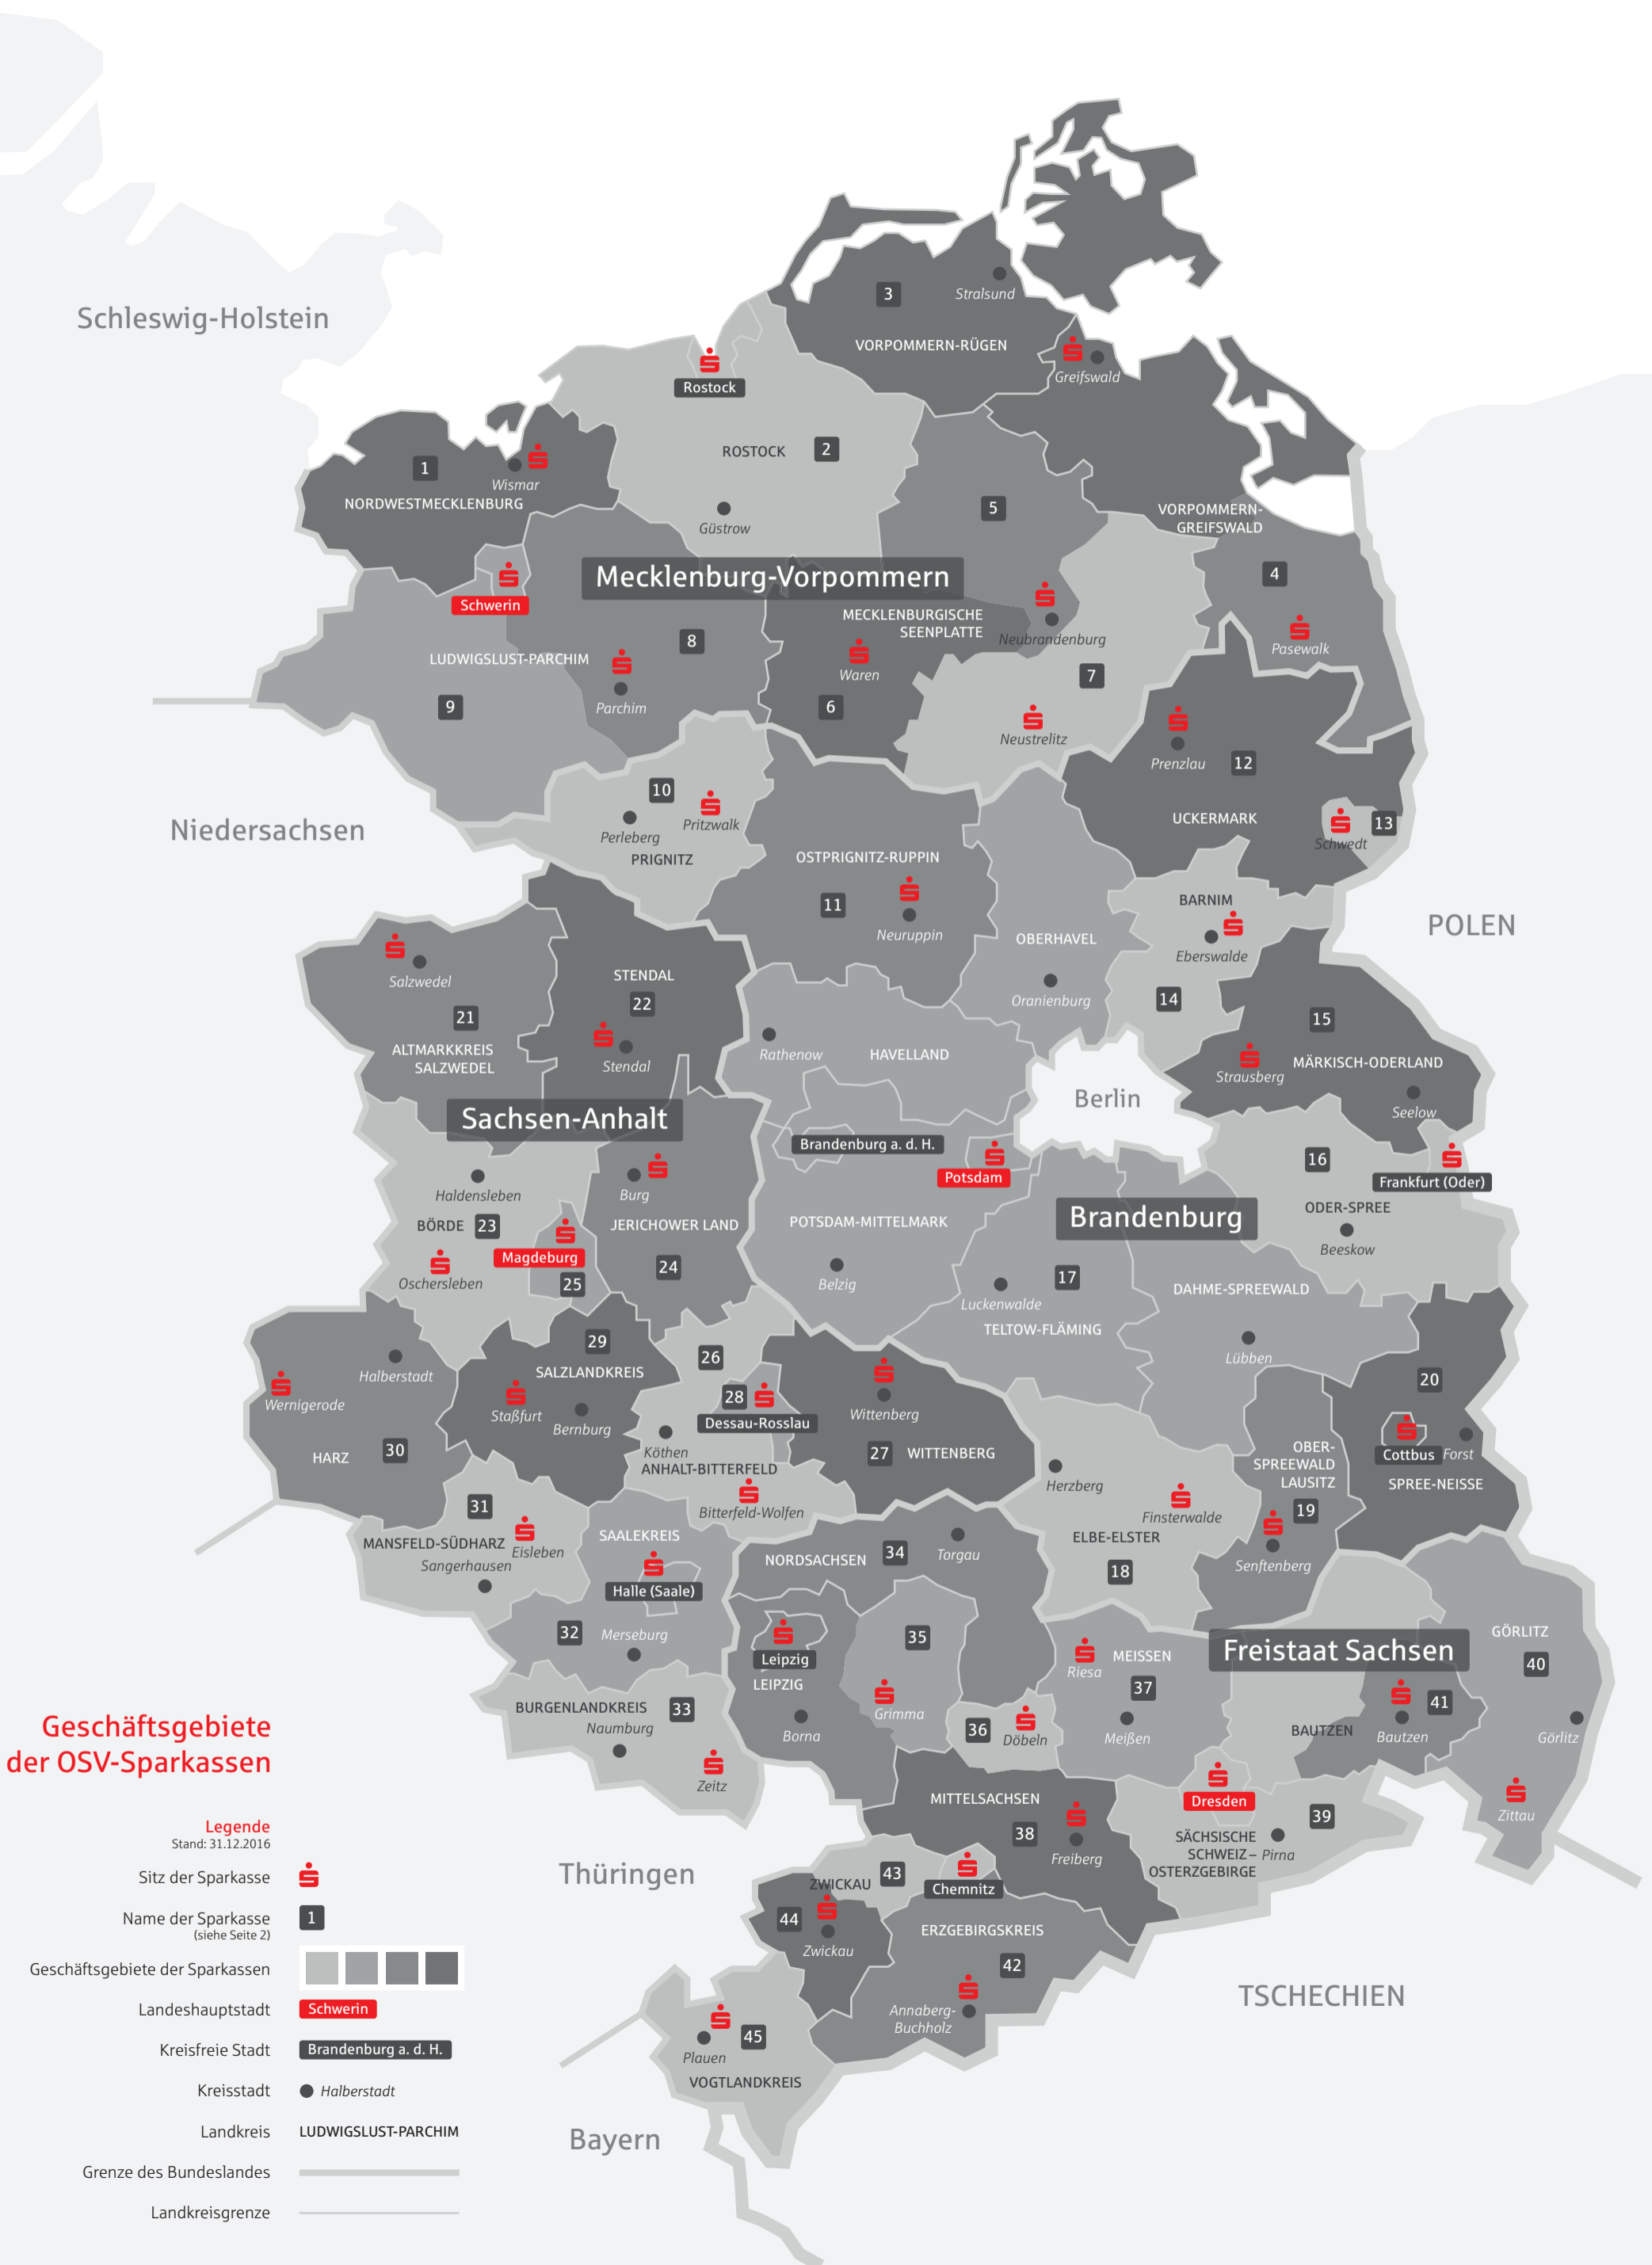 Schleswig-Holstein
3
Stralsund
VORPOMMERN-RÜGEN
Greifswald
Rostock
ROSTOCK
2
1
Wismar
NORDWESTMECKLENBURG
Güstrow
5
VORPOMMERN-
GREIFSWALD
Mecklenburg-Vorpommern
4
Schwerin
MECKLENBURGISCHE
SEENPLATTE
Neubrandenburg
Pasewalk
8
LUDWIGSLUST-PARCHIM
Waren
7
9
Parchim
6
Neustrelitz
Prenzlau
12
10
Niedersachsen
Perleberg
Pritzwalk
PRIGNITZ
UCKERMARK
13
Schwedt
OSTPRIGNITZ-RUPPIN
11
Neuruppin
BARNIM
POLEN
OBERHAVEL
Eberswalde
Salzwedel
STENDAL
22
Oranienburg
14
21
15
ALTMARKKREIS
SALZWEDEL
Stendal
Rathenow
HAVELLAND
MÄRKISCH-ODERLAND
Strausberg
Berlin
Seelow
Sachsen-Anhalt
Brandenburg a. d. H.
16
Potsdam
Frankfurt (Oder)
Haldensleben
Burg
BÖRDE
23
JERICHOWER LAND
POTSDAM-MITTELMARK
Brandenburg
ODER-SPREE
Beeskow
Magdeburg
24
Oschersleben
25
Belzig
17
Luckenwalde
DAHME-SPREEWALD
TELTOW-FLÄMING
29
26
Lübben
SALZLANDKREIS
Halberstadt
20
Wernigerode
28
Staßfurt
Dessau-Rosslau
Wittenberg
Bernburg
30
HARZ
Köthen
27
WITTENBERG
OBER-
SPREEWALD
LAUSITZ
Cottbus
Forst
ANHALT-BITTERFELD
Herzberg
SPREE-NEISSE
31
Bitterfeld-Wolfen
Finsterwalde
19
MANSFELD-SÜDHARZ
Eisleben
SAALEKREIS
ELBE-ELSTER
Sangerhausen
NORDSACHSEN
34
Torgau
18
Senftenberg
Halle (Saale)
32
Merseburg
35
Leipzig
Freistaat Sachsen
GÖRLITZ
40
Riesa
MEISSEN
LEIPZIG
37
BURGENLANDKREIS
33
Naumburg
Grimma
41
Geschäftsgebiete
der OSV-Sparkassen
Borna
36
Döbeln
Meißen
BAUTZEN
Bautzen
Görlitz
Zeitz
Dresden
MITTELSACHSEN
39
Zittau
38
SÄCHSISCHE
SCHWEIZ–
OSTERZGEBIRGE
Pirna
Freiberg
Thüringen
43
ZWICKAU
Chemnitz
44
Zwickau
ERZGEBIRGSKREIS
42
TSCHECHIEN
Annaberg-
Buchholz
45
Plauen
VOGTLANDKREIS
Bayern
Legende
Stand: 31.12.2016
Sitz der Sparkasse
Name der Sparkasse
1
(siehe Seite 2)
Geschäftsgebiete der Sparkassen
Landeshauptstadt
Schwerin
Kreisfreie Stadt
Brandenburg a. d. H.
Kreisstadt
Halberstadt
Landkreis
LUDWIGSLUST-PARCHIM
Grenze des Bundeslandes
Landkreisgrenze